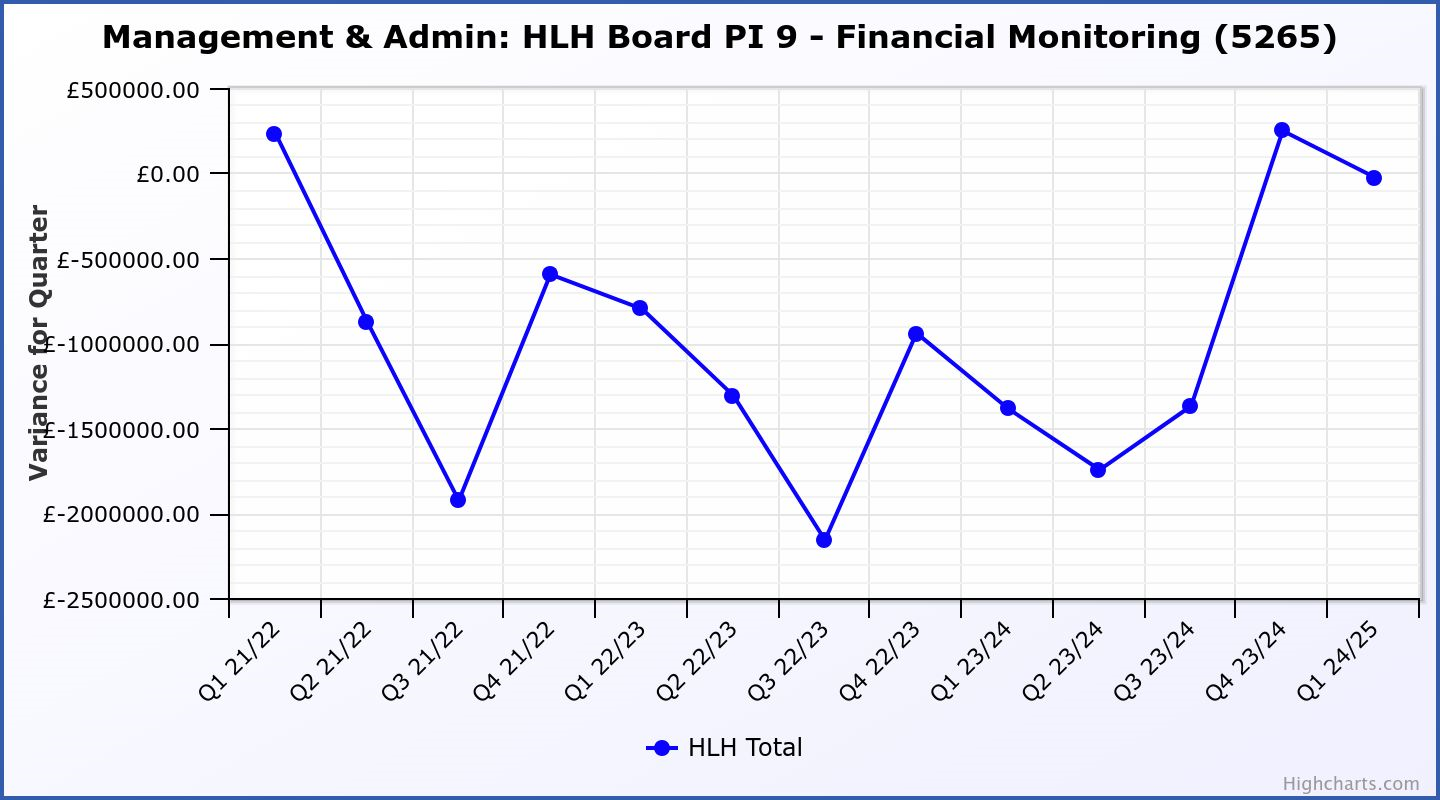 Management & Admin: HLH Board PI 9 - Financial Monitoring (5265)
Variance for Quarter
£500000.00
£0.00
£-500000.00
£-1000000.00
£-1500000.00
£-2000000.00
£-2500000.00
Q1 21/22
Q2 21/22
Q3 21/22
Q4 21/22
Q1 22/23
Q2 22/23
Q3 22/23
Q4 22/23
Q1 23/24
Q2 23/24
Q3 23/24
Q4 23/24
Q1 24/25
HLH Total
Highcharts.com